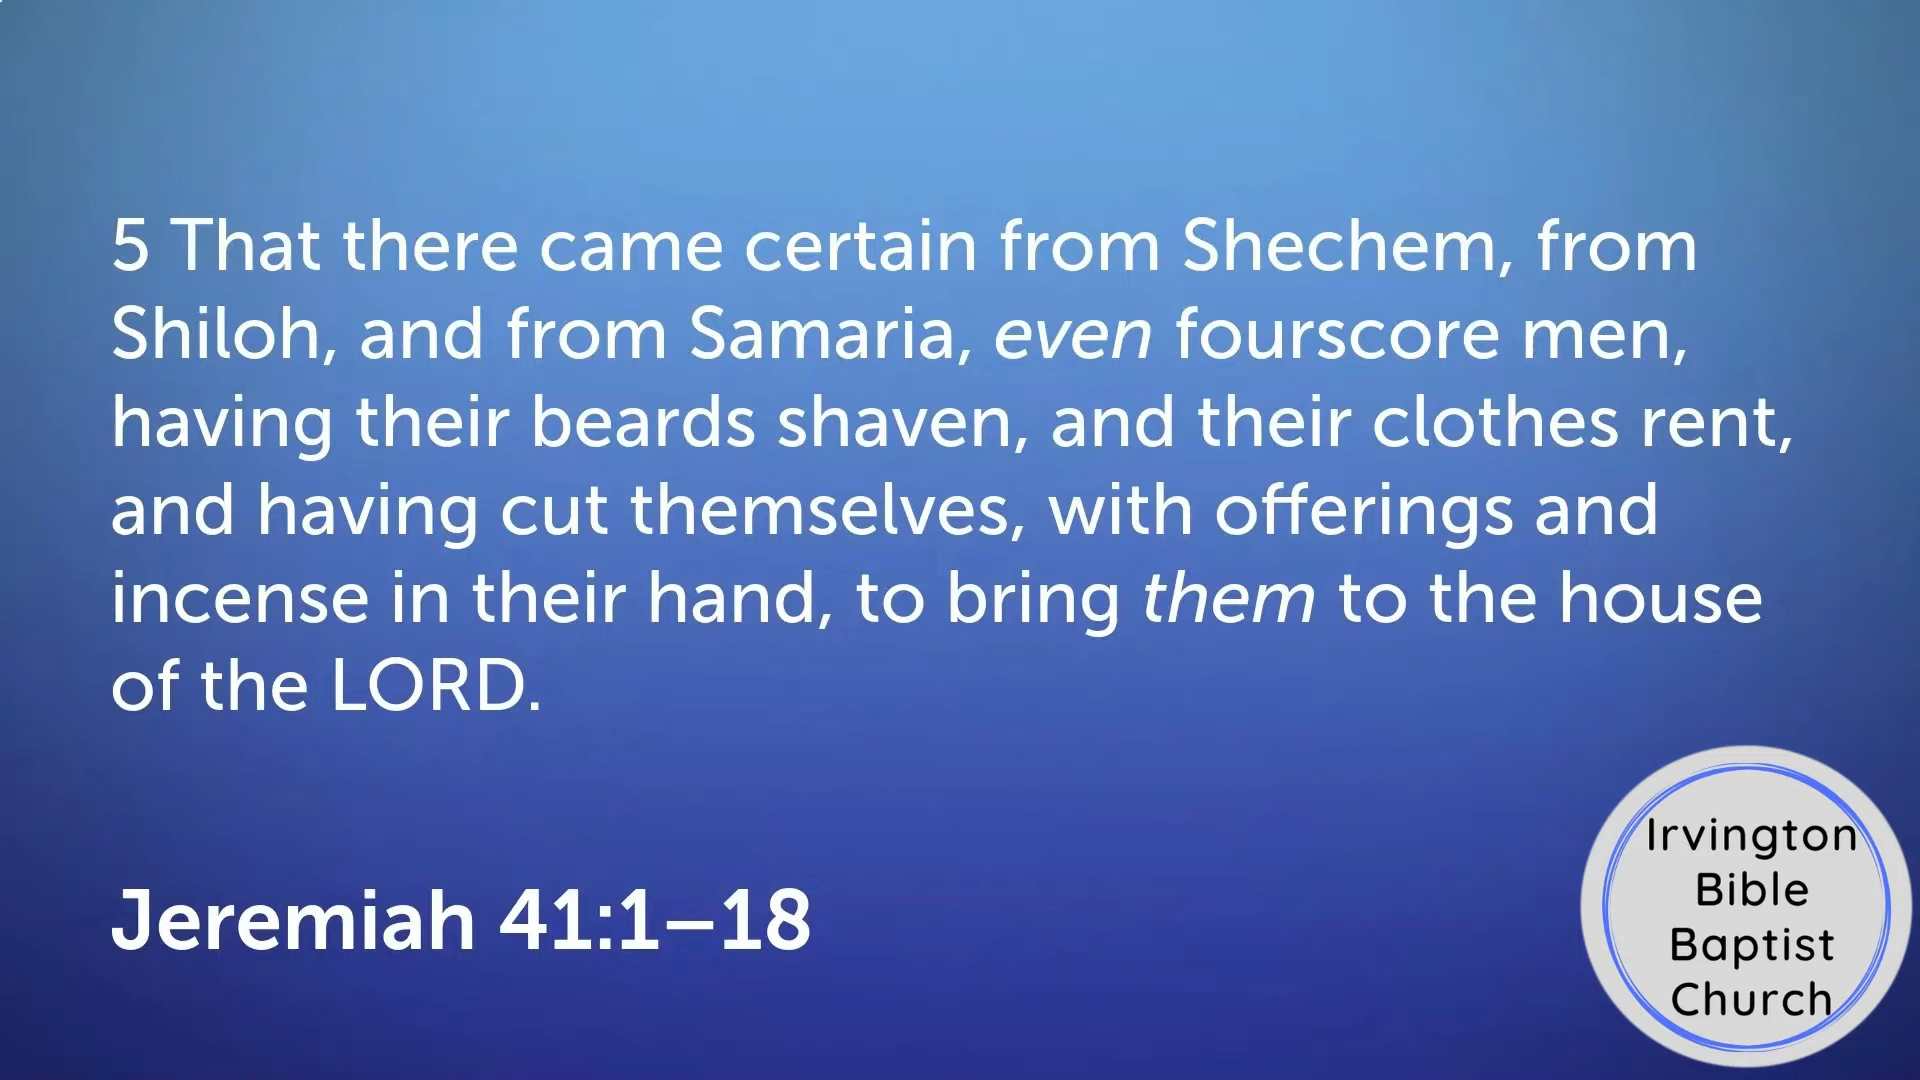 5 That there came certain from Shechem, from
Shiloh, and from Samaria, even fourscore men,
having their beards shaven, and their clothes rent,
and having cut themselves, with offerings and
incense in their hand, to bring them to the house
of the LORD.
Jeremiah 41:1–18
Irvington
Bible
Baptist
Church